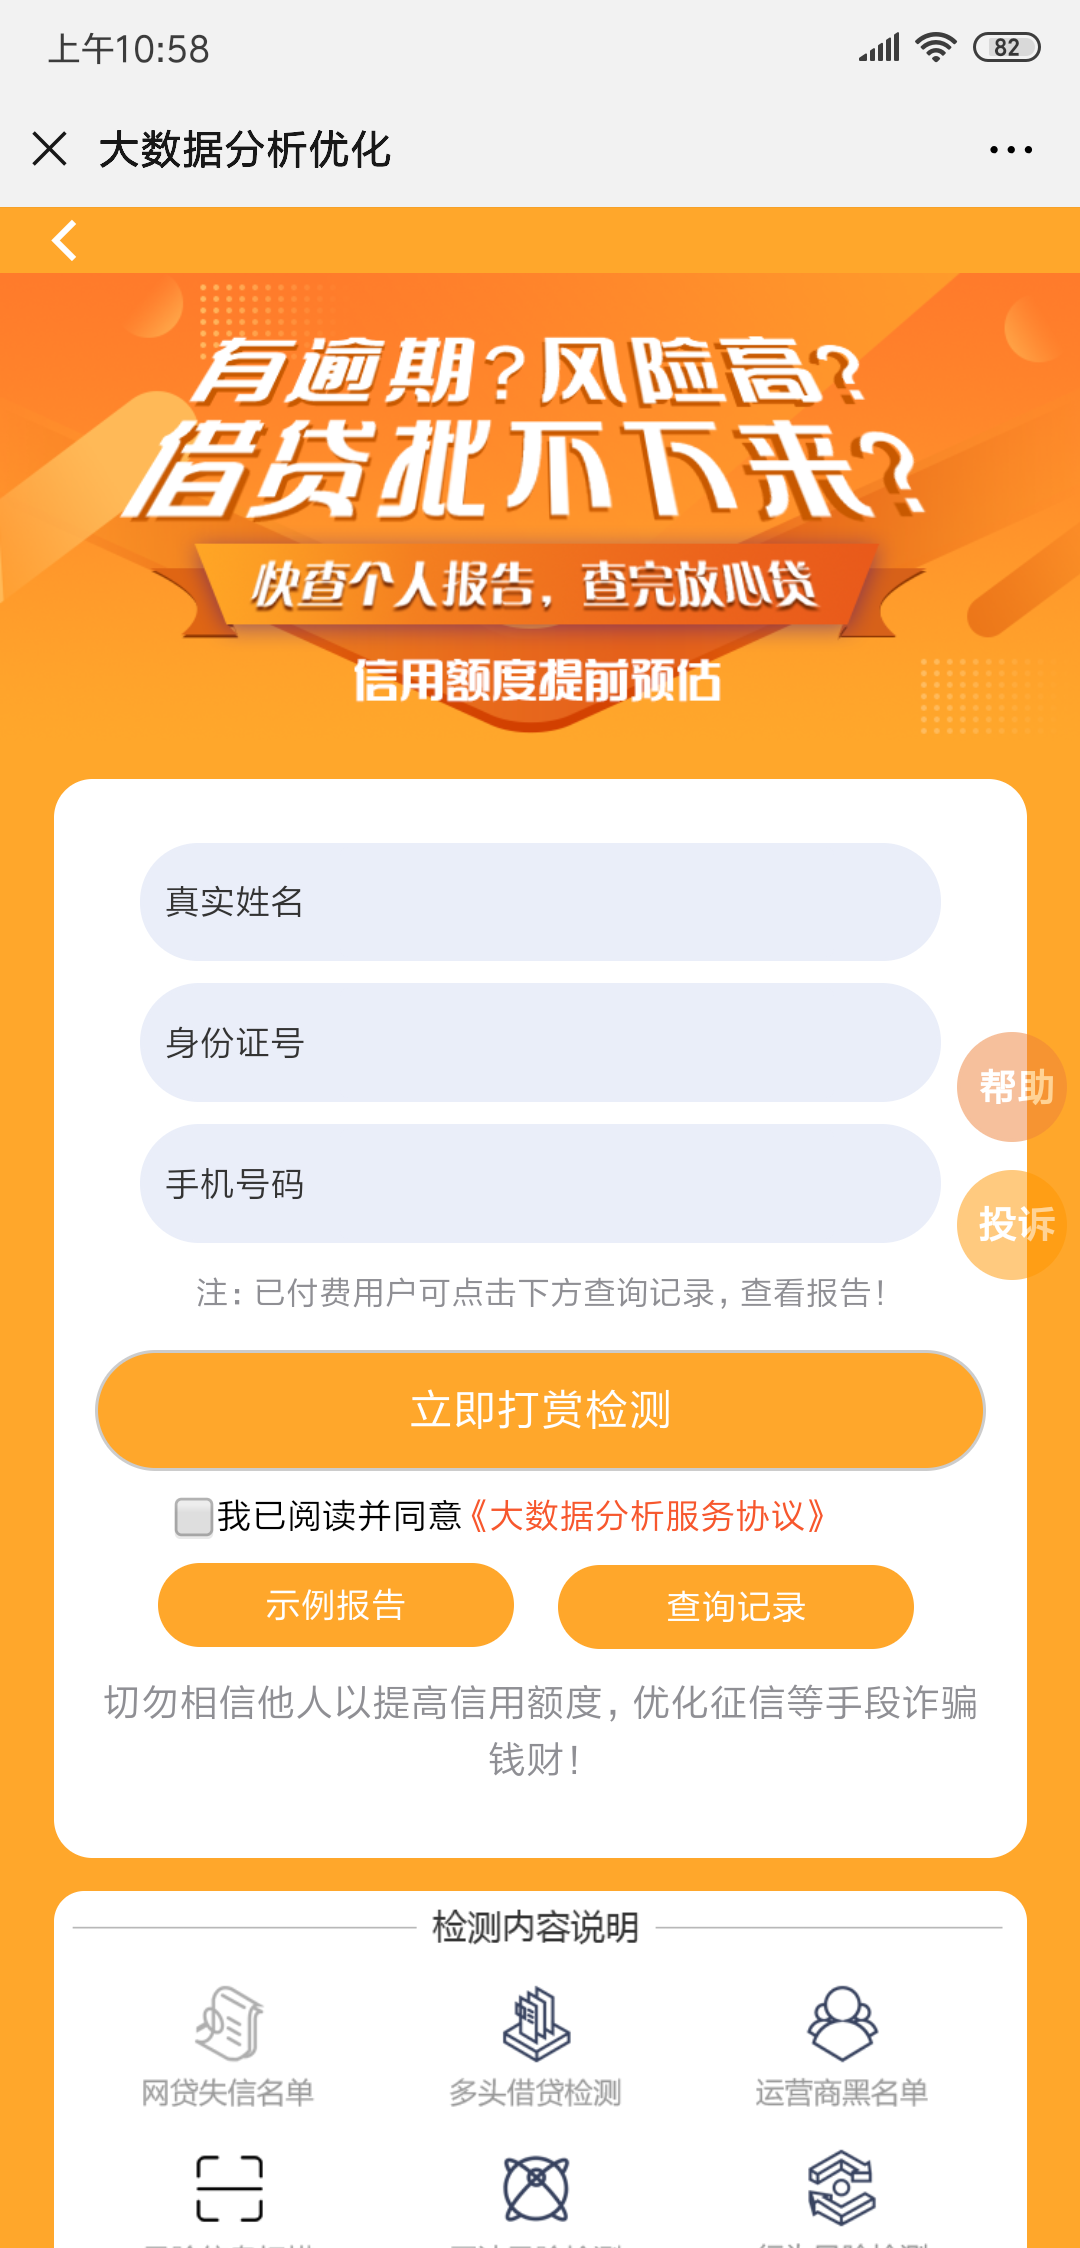 上午10:58
82
大数据分析优化
有逾期?风险高?
借贷批不下来?
快查个人报告，查完放心贷
信用额度提前预估
真实姓名
身份证号
帮助
手机号码
投诉
注：已付费用户可点击下方查询记录，查看报告！
立即打赏检测
我已阅读并同意《大数据分析服务协议》
示例报告
查询记录
切勿相信他人以提高信用额度，优化征信等手段诈骗
钱财！
检测内容说明
网贷失信名单
多头借贷检测
运营商黑名单